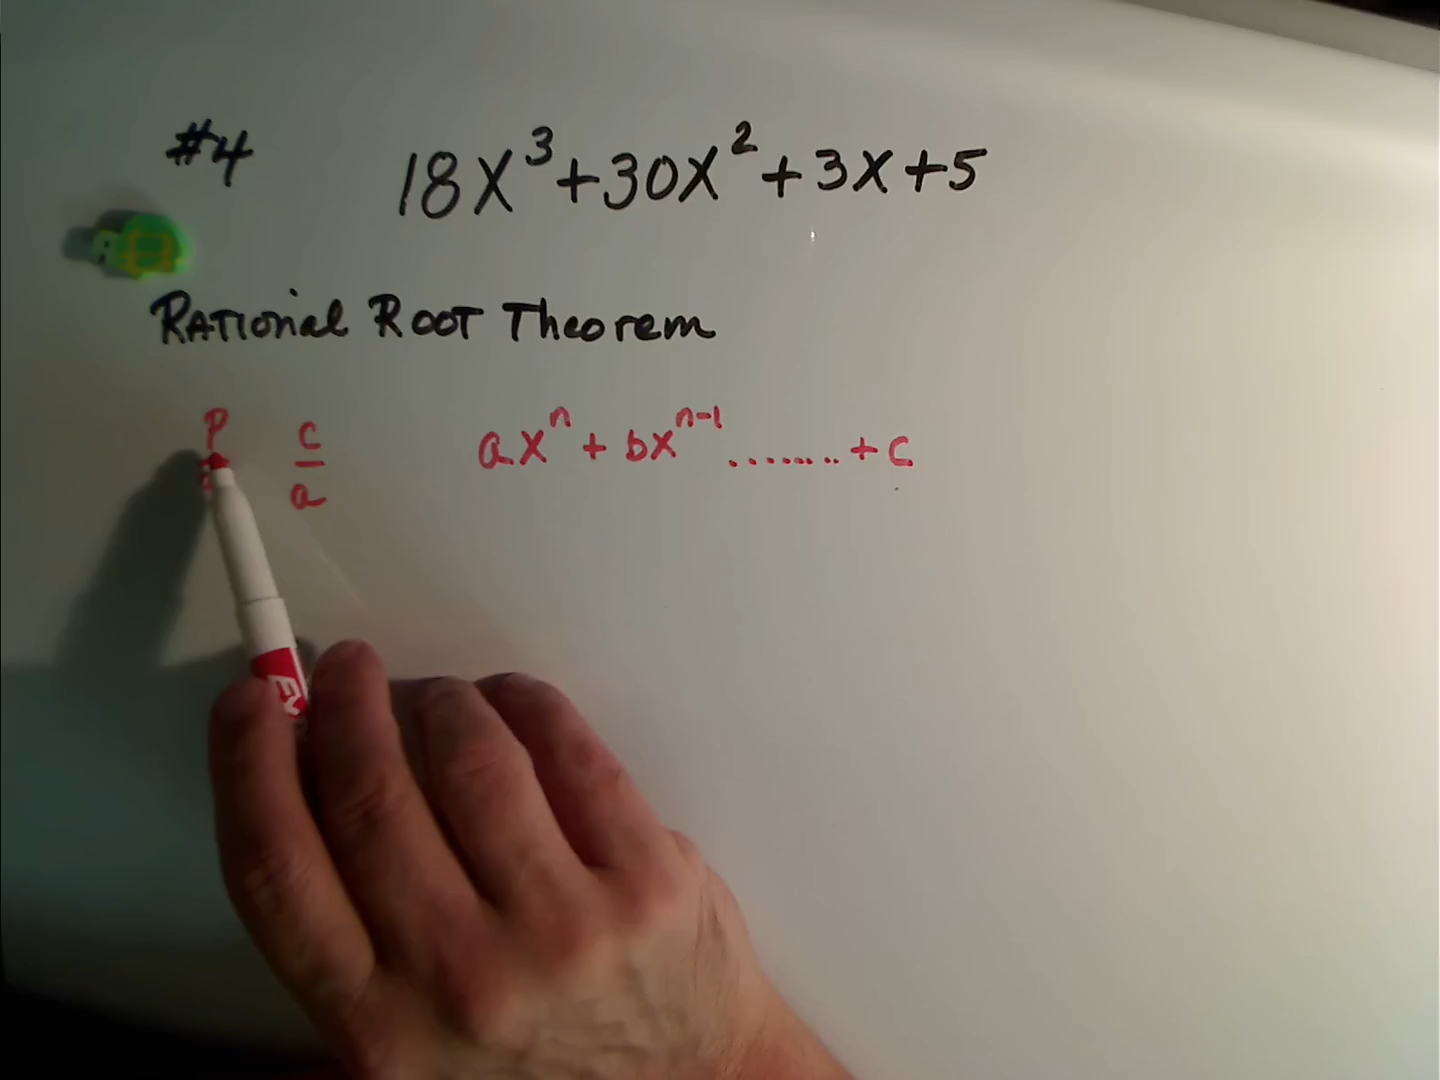 #4 18x³+30x²+3x+5
Rational Root Theorem
P c axⁿ + bxⁿ⁻¹ ........ + c
a